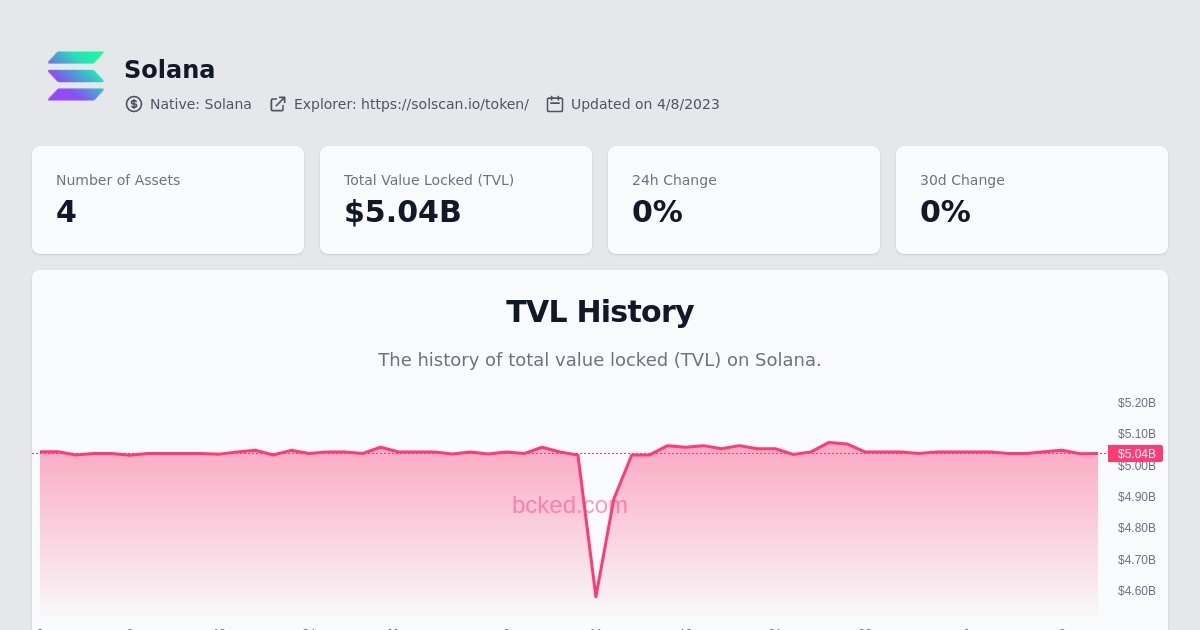 Solana
Native: Solana Explorer: https://solscan.io/token/ Updated on 4/8/2023
Number of Assets
4
Total Value Locked (TVL)
$5.04B
24h Change
0%
30d Change
0%
TVL History
The history of total value locked (TVL) on Solana.
$5.20B
$5.10B
$5.04B
$5.00B
$4.90B
$4.80B
$4.70B
$4.60B
bcked.com